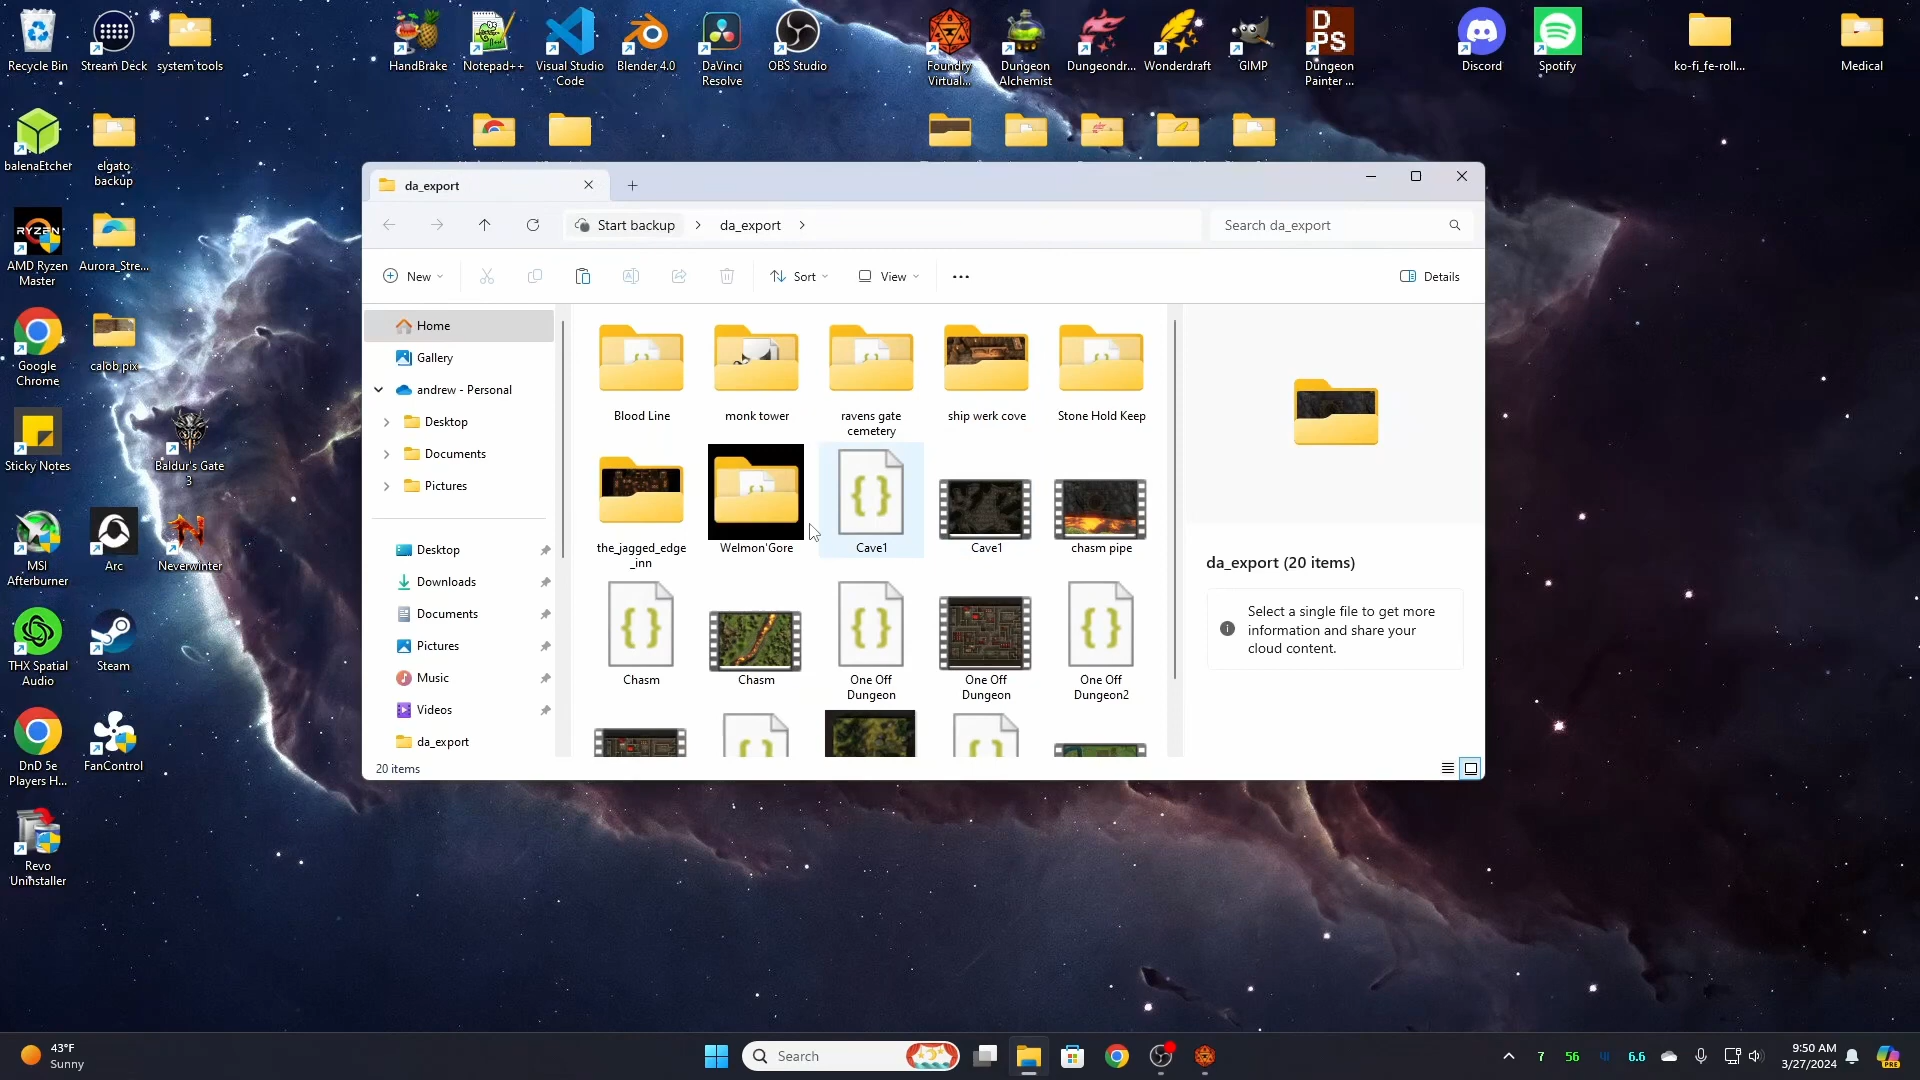 Recycle Bin
Stream Deck
system tools
HandBrake
Notepad++
Visual Studio
Code
Blender 4.0
DaVinci
Resolve
OBS Studio
Foundry
Virtual...
Dungeon
Alchemist
Dungeondr...
Wonderdraft
GIMP
D
PS
Dungeon
Painter ...
Discord
Spotify
ko-fi_fe-roll...
Medical
balenaEtcher
elgato
backup
RYZEN
AMD Ryzen
Master
Aurora_Stre...
Google
Chrome
calob pix
Sticky Notes
Baldur's Gate
3
MSI
Afterburner
Arc
Neverwinter
THX Spatial
Audio
Steam
DnD 5e
Players H...
FanControl
Revo
Uninstaller
da_export
Start backup
da_export
Search da_export
New
Sort
View
Details
Home
Gallery
andrew - Personal
Desktop
Documents
Pictures
Desktop
Downloads
Documents
Pictures
Music
Videos
da_export
Blood Line
monk tower
ravens gate
cemetery
ship werk cove
Stone Hold Keep
the_jagged_edge
_inn
Welmon'Gore
Cave1
Cave1
chasm pipe
Chasm
Chasm
One Off
Dungeon
One Off
Dungeon
One Off
Dungeon2
da_export (20 items)
Select a single file to get more
information and share your
cloud content.
20 items
43°F
Sunny
Search
7
56
6.6
9:50 AM
3/27/2024
PRE